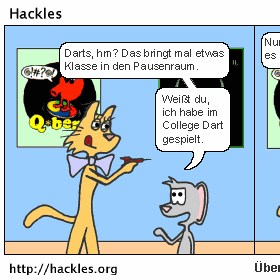 Hackles
Darts, hm? Das bringt mal etwas
Klasse in den Pausenraum.
@!#?@!
Q*bert
Weißt du,
ich habe im
College Dart
gespielt.
Nur
es
http://hackles.org
Über